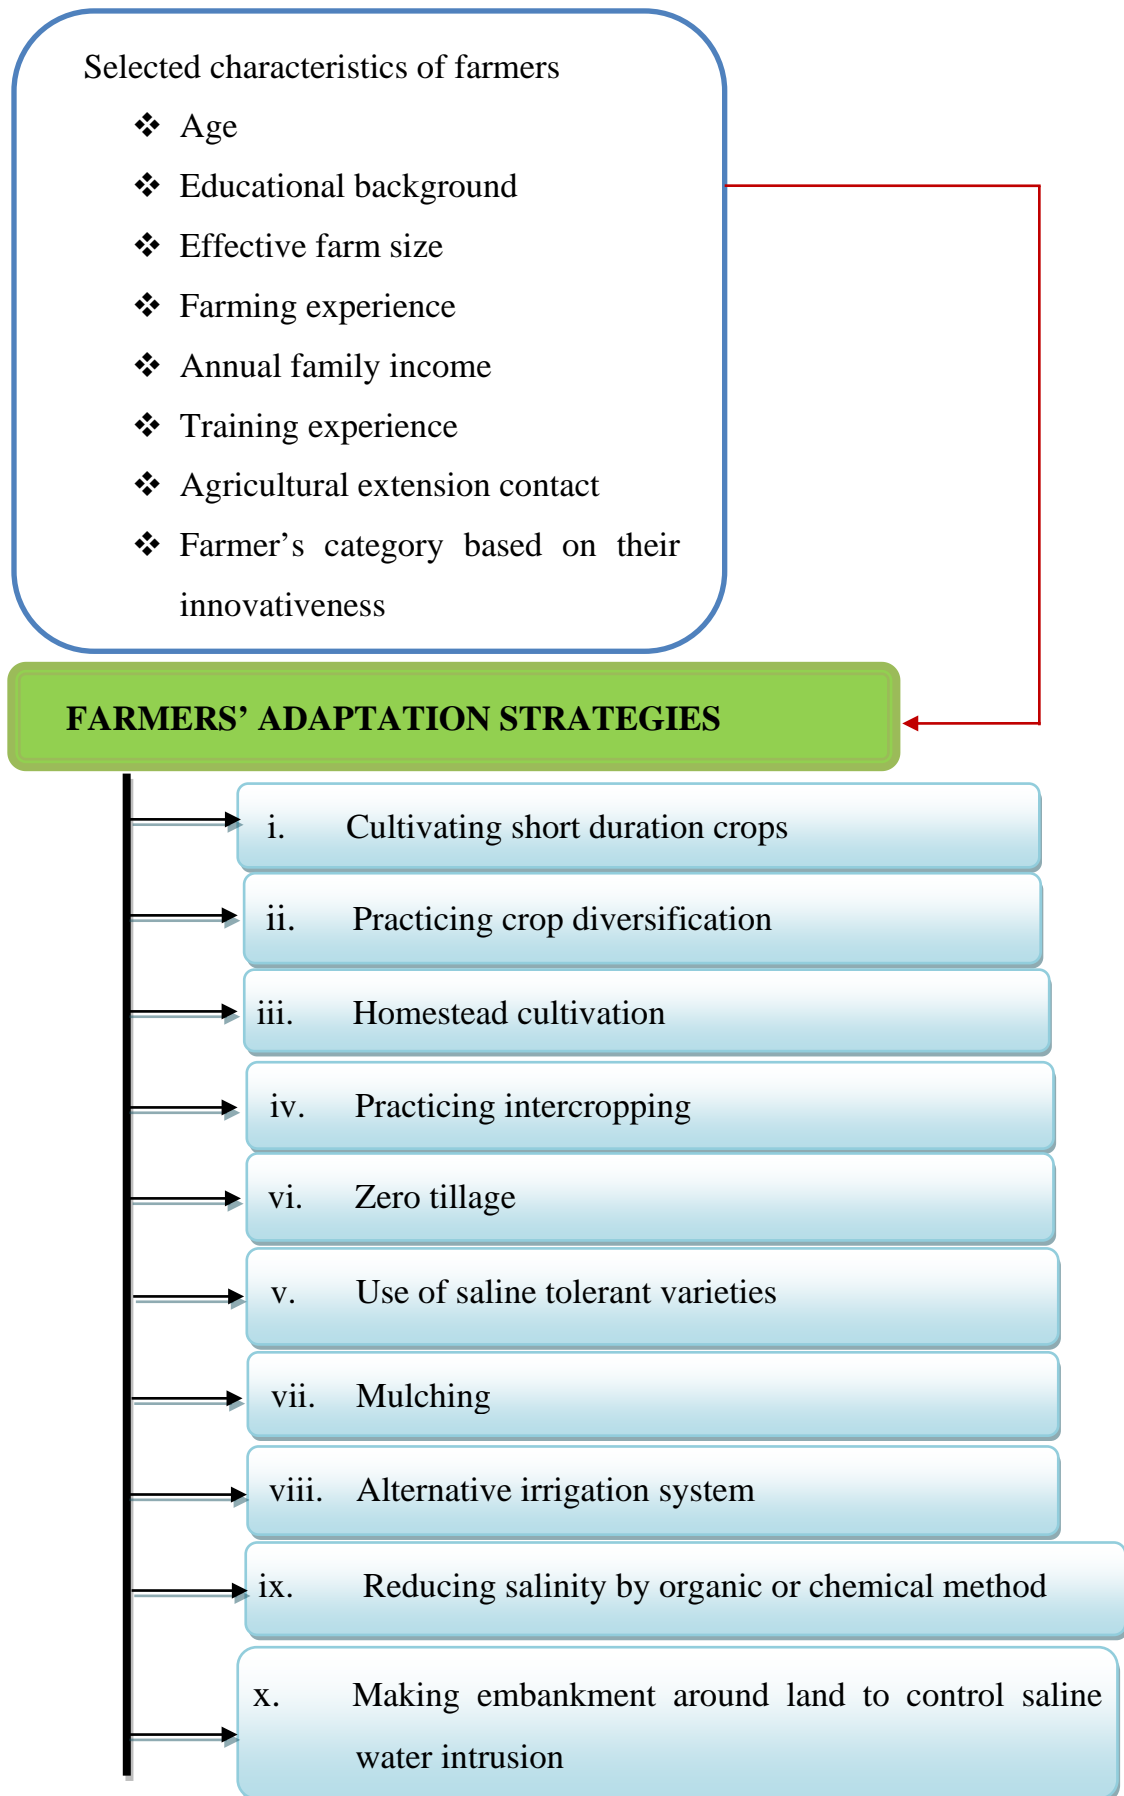 Selected characteristics of farmers
❖ Age
❖ Educational background
❖ Effective farm size
❖ Farming experience
❖ Annual family income
❖ Training experience
❖ Agricultural extension contact
❖ Farmer’s category based on their
innovativeness
FARMERS’ ADAPTATION STRATEGIES
i. Cultivating short duration crops
ii. Practicing crop diversification
iii. Homestead cultivation
iv. Practicing intercropping
vi. Zero tillage
v. Use of saline tolerant varieties
vii. Mulching
viii. Alternative irrigation system
ix. Reducing salinity by organic or chemical method
x. Making embankment around land to control saline
water intrusion